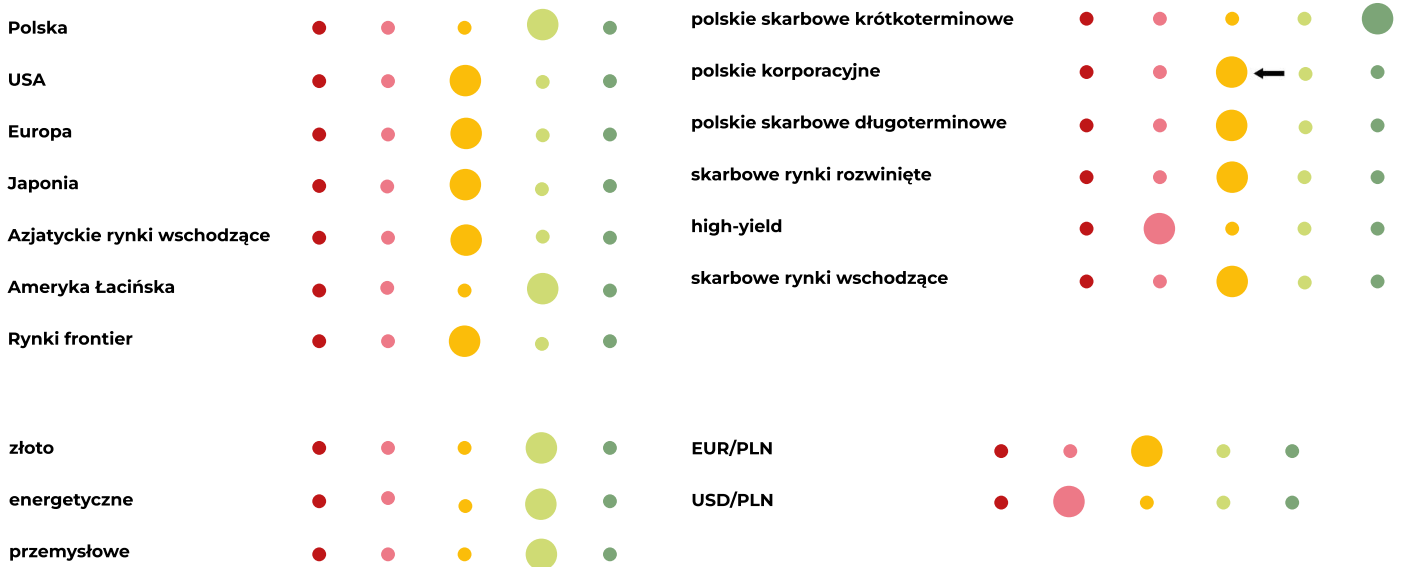 Polska
USA
Europa
Japonia
Azjatyckie rynki wschodzące
Ameryka Łacińska
Rynki frontier
polskie skarbowe krótkoterminowe
polskie korporacyjne
polskie skarbowe długoterminowe
skarbowe rynki rozwinięte
high-yield
skarbowe rynki wschodzące
złoto
energetyczne
przemysłowe
EUR/PLN
USD/PLN